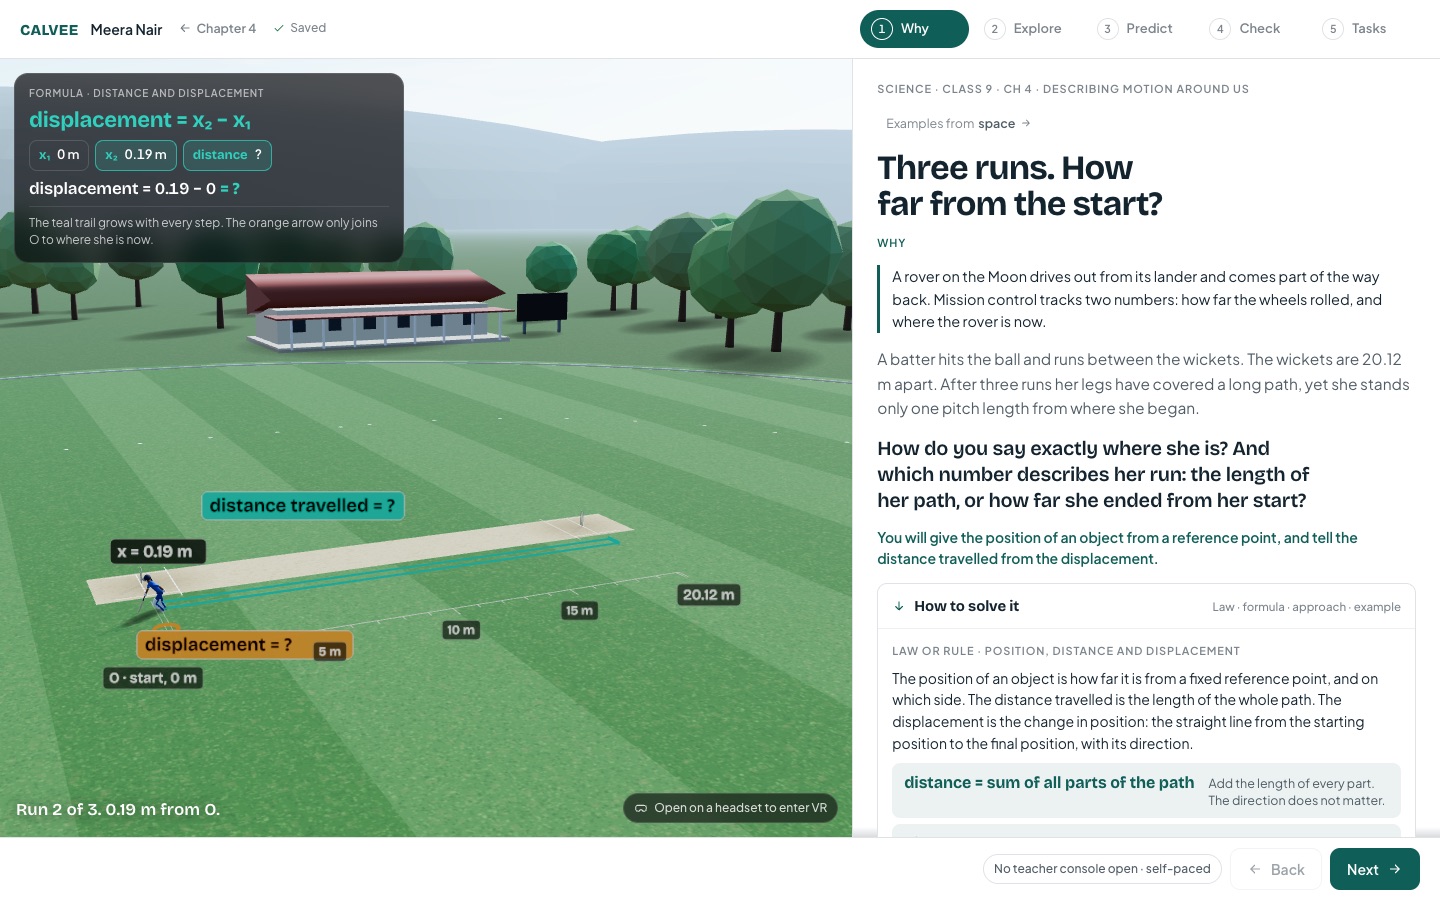 CALVEE Meera Nair ← Chapter 4 ✓ Saved
1 Why 2 Explore 3 Predict 4 Check 5 Tasks
FORMULA · DISTANCE AND DISPLACEMENT
displacement = x₂ − x₁
x₁ 0 m x₂ 0.19 m distance ?
displacement = 0.19 − 0 = ?
The teal trail grows with every step. The orange arrow only joins
O to where she is now.
distance travelled = ?
x = 0.19 m
20.12 m
15 m
10 m
displacement = ?
5 m
O · start, 0 m
Run 2 of 3. 0.19 m from O.
Open on a headset to enter VR
SCIENCE · CLASS 9 · CH 4 · DESCRIBING MOTION AROUND US
Examples from space →
Three runs. How
far from the start?
WHY
A rover on the Moon drives out from its lander and comes part of the way
back. Mission control tracks two numbers: how far the wheels rolled, and
where the rover is now.
A batter hits the ball and runs between the wickets. The wickets are 20.12
m apart. After three runs her legs have covered a long path, yet she stands
only one pitch length from where she began.
How do you say exactly where she is? And
which number describes her run: the length of
her path, or how far she ended from her start?
You will give the position of an object from a reference point, and tell the
distance travelled from the displacement.
↓ How to solve it Law · formula · approach · example
LAW OR RULE · POSITION, DISTANCE AND DISPLACEMENT
The position of an object is how far it is from a fixed reference point, and on
which side. The distance travelled is the length of the whole path. The
displacement is the change in position: the straight line from the starting
position to the final position, with its direction.
distance = sum of all parts of the path Add the length of every part.
The direction does not matter.
No teacher console open · self-paced ← Back Next →